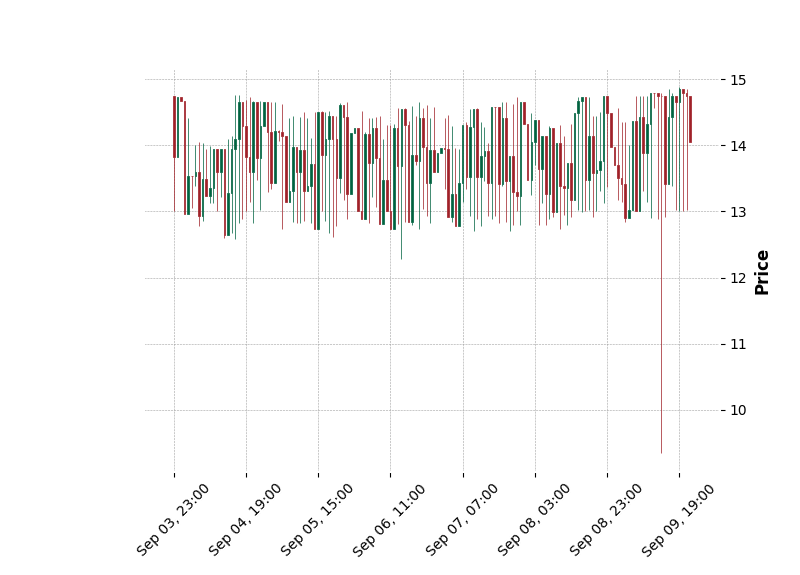 15
14
13
12
11
10
Price
Sep 03, 23:00
Sep 04, 19:00
Sep 05, 15:00
Sep 06, 11:00
Sep 07, 07:00
Sep 08, 03:00
Sep 08, 23:00
Sep 09, 19:00